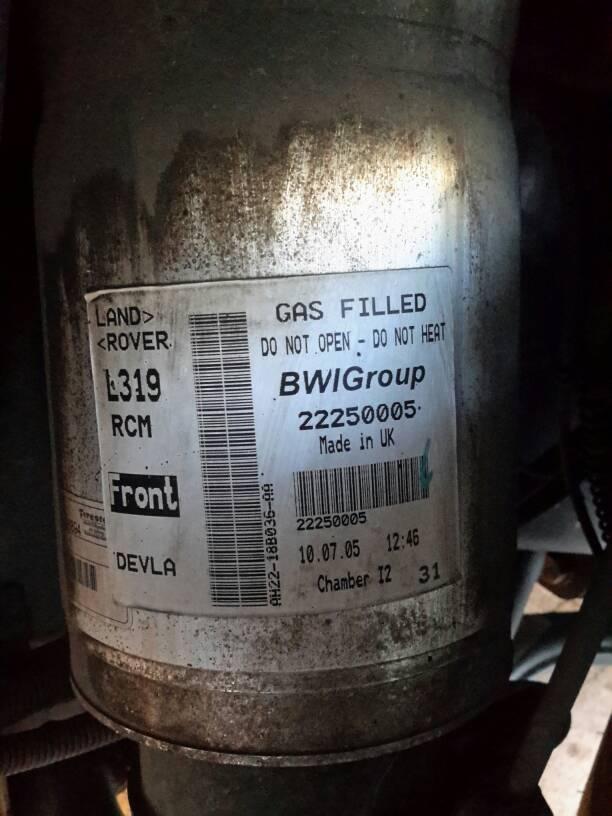 LAND>
<ROVER
L319
RCM
Front
DEVLA
AH22-18B036-AA
GAS FILLED
DO NOT OPEN - DO NOT HEAT
BWIGroup
22250005
Made in UK
22250005
10.07.05 12:46
Chamber I2 31